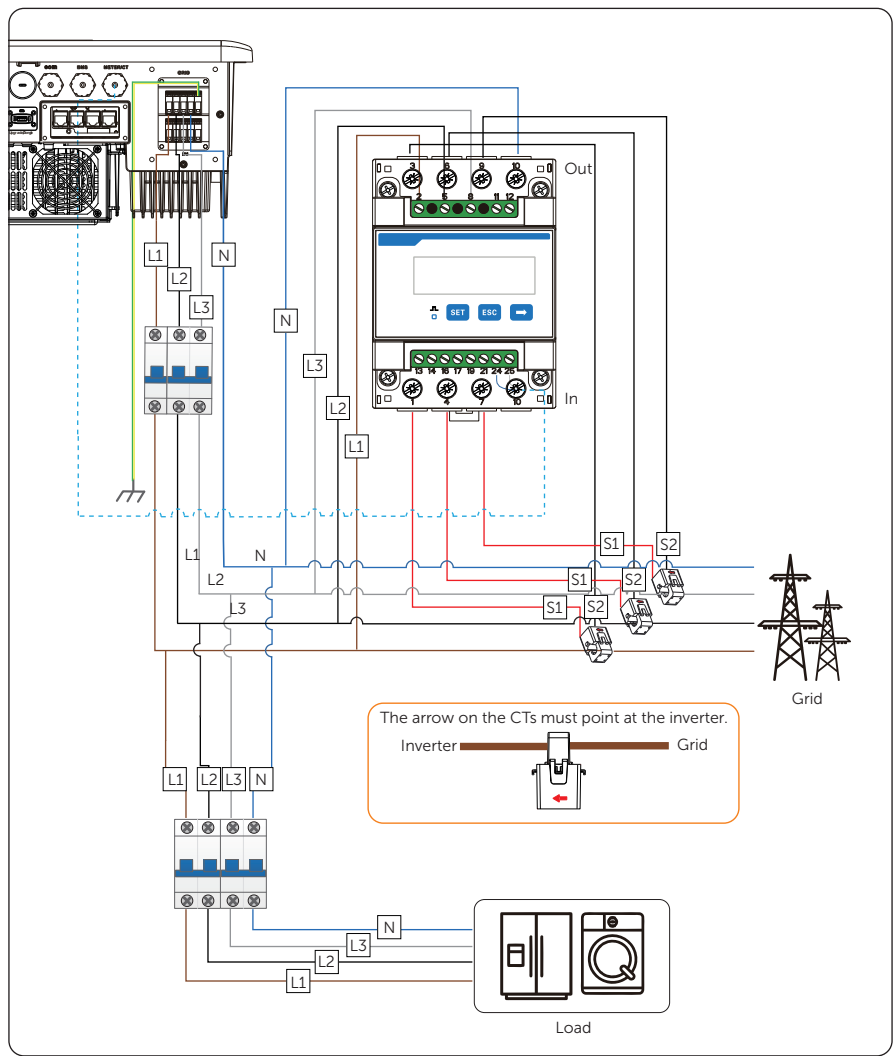 COM BMS METER/CT
GRID
3 6 9 10
Out
2 5 8 11 12
L1
N
L2
L3
SET ESC
N
L3
13 14 16 17 19 21 24 25
1 4 7 10
In
L2
L1
S1 S2
L1 N
L2
S1 S2
L3
S1 S2
Grid
The arrow on the CTs must point at the inverter.
Inverter Grid
L1 L2 L3 N
N
L3
L2
L1
Load